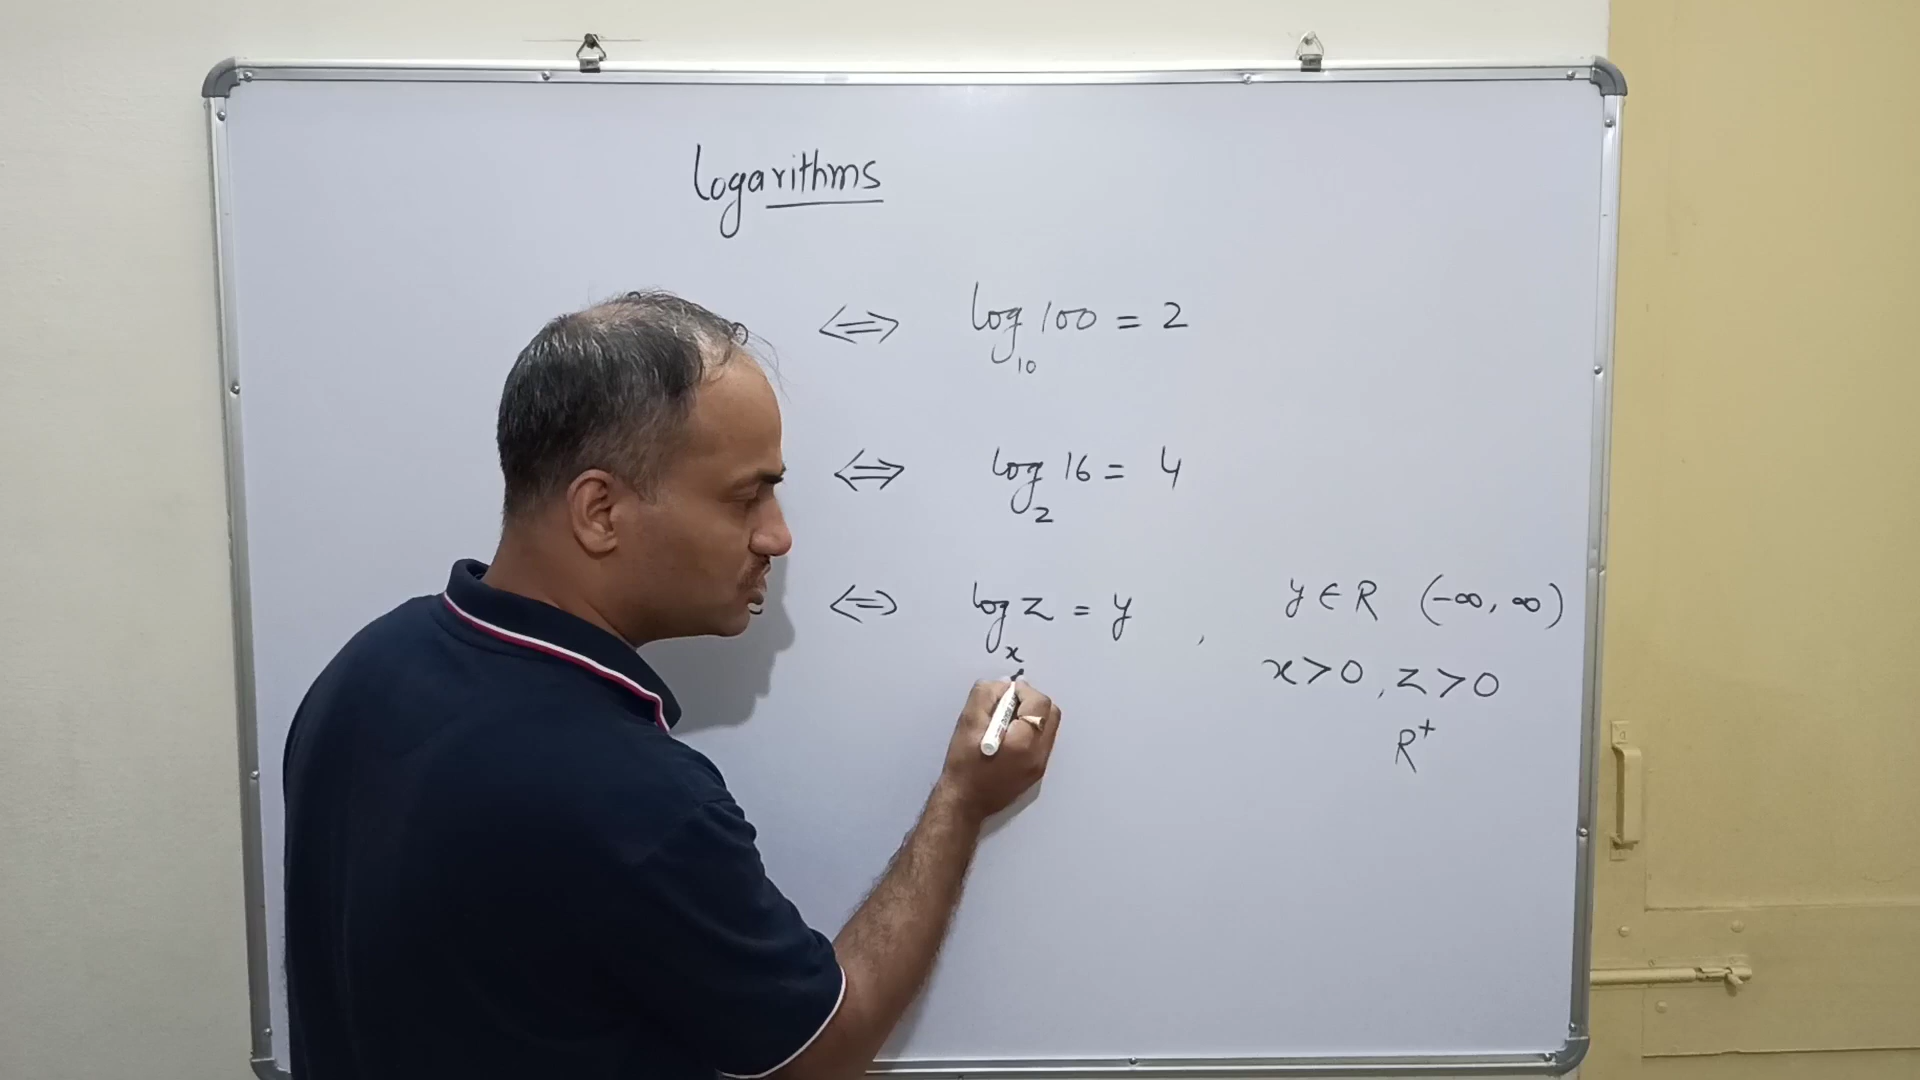 Logarithms
⇔ log₁₀ 100 = 2
⇔ log₂ 16 = 4
⇔ logₓ z = y , y ∈ R (-∞, ∞)
x > 0, z > 0
R⁺